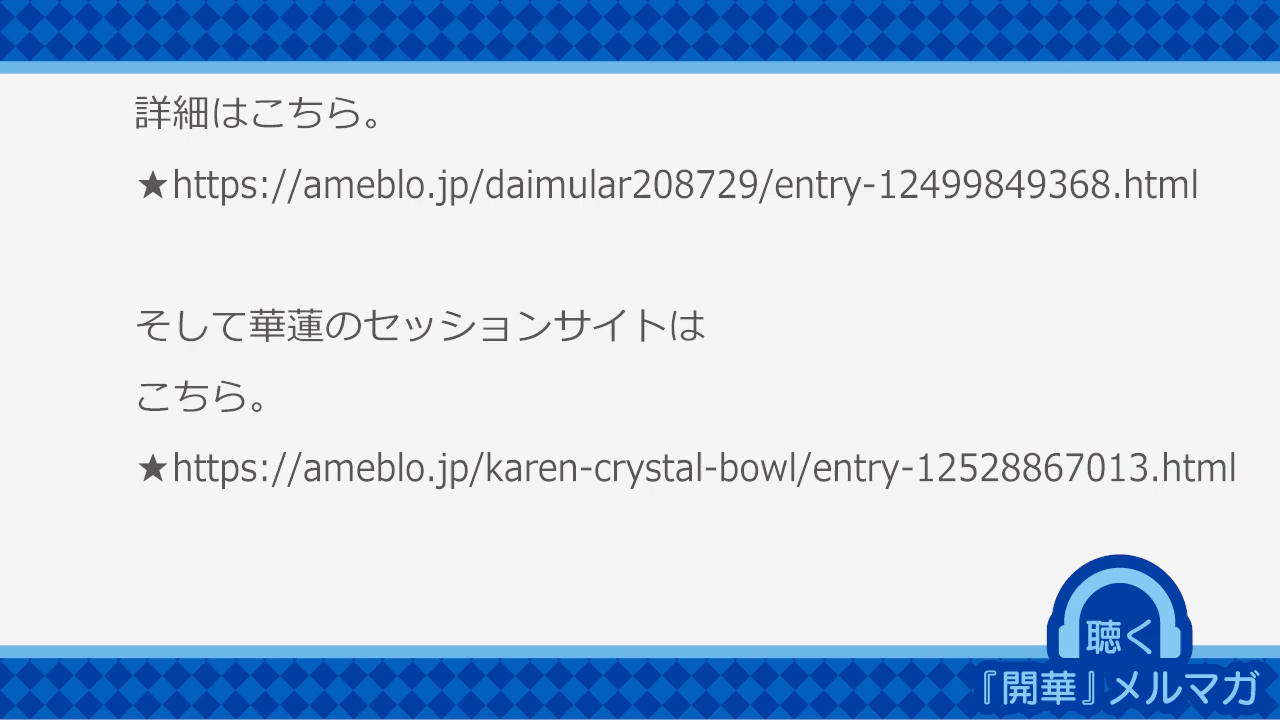 詳細はこちら。
★https://ameblo.jp/daimular208729/entry-12499849368.html
そして華蓮のセッションサイトは
こちら。
★https://ameblo.jp/karen-crystal-bowl/entry-12528867013.html
聴く
『開華』メルマガ